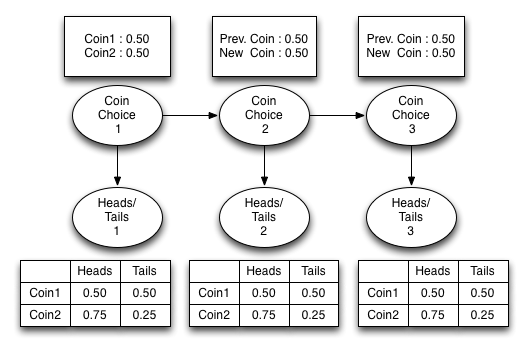 Coin1 : 0.50
Coin2 : 0.50
Prev. Coin : 0.50
New Coin : 0.50
Prev. Coin : 0.50
New Coin : 0.50
Coin
Choice
1
Coin
Choice
2
Coin
Choice
3
Heads/
Tails
1
Heads/
Tails
2
Heads/
Tails
3
Heads Tails
Coin1 0.50 0.50
Coin2 0.75 0.25
Heads Tails
Coin1 0.50 0.50
Coin2 0.75 0.25
Heads Tails
Coin1 0.50 0.50
Coin2 0.75 0.25